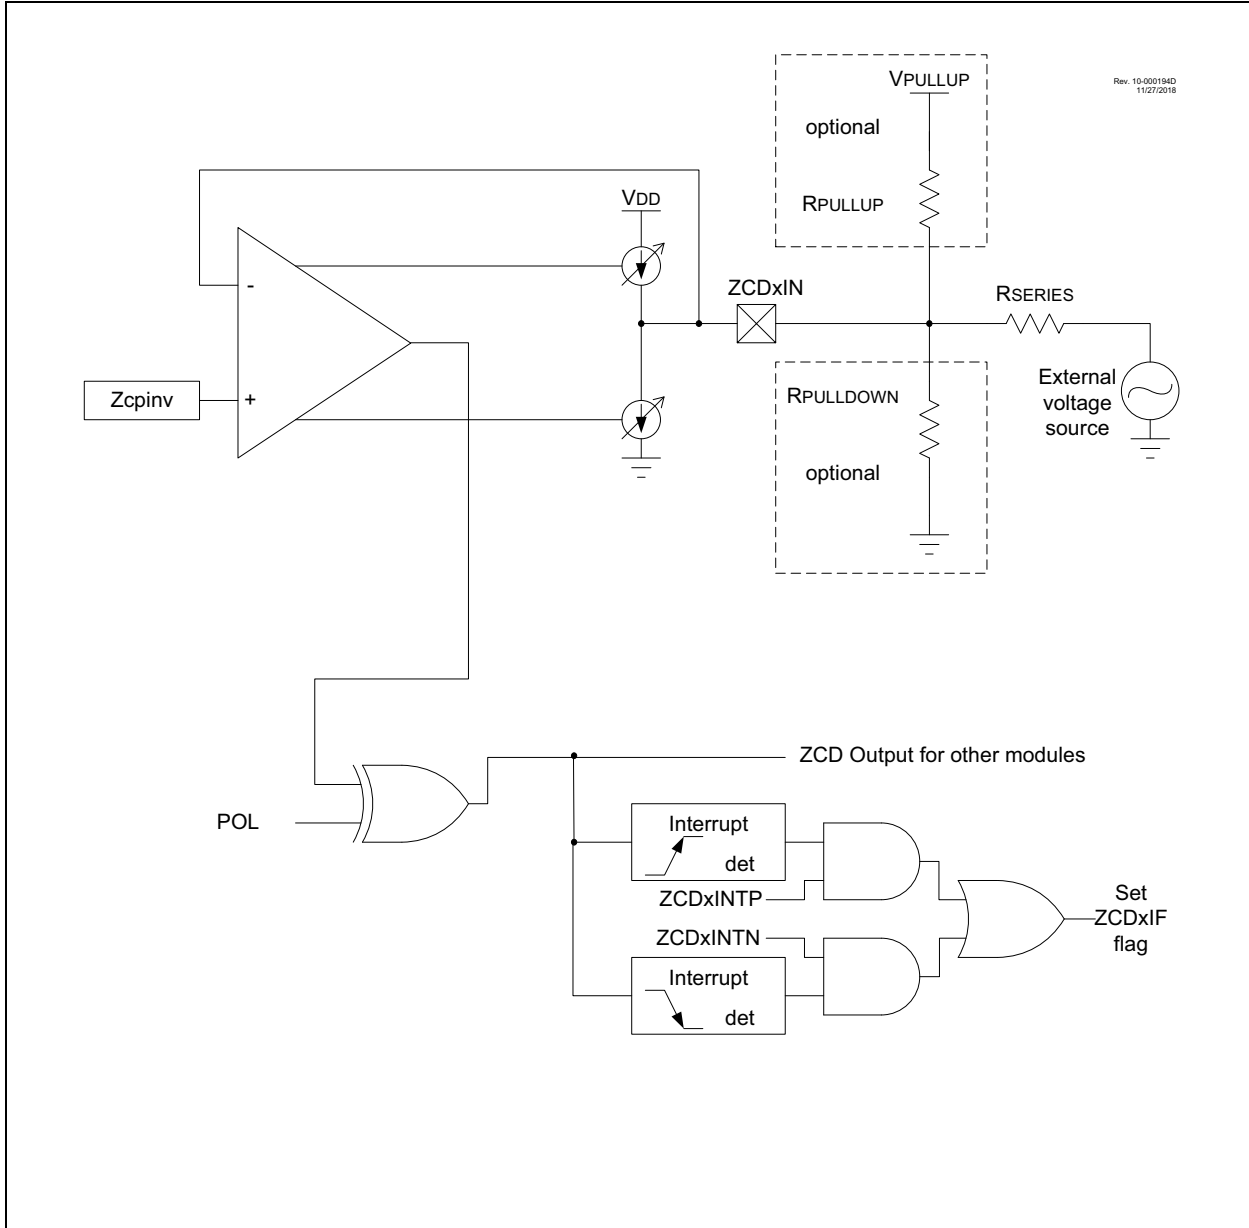 VPULLUP
Rev. 10-000194D
11/27/2018
optional
RPULLUP
VDD
ZCDxIN
RSERIES
-
Zcpinv
+
RPULLDOWN
External
voltage
source
optional
ZCD Output for other modules
POL
Interrupt
det
ZCDxINTP
ZCDxINTN
Interrupt
det
Set
ZCDxIF
flag